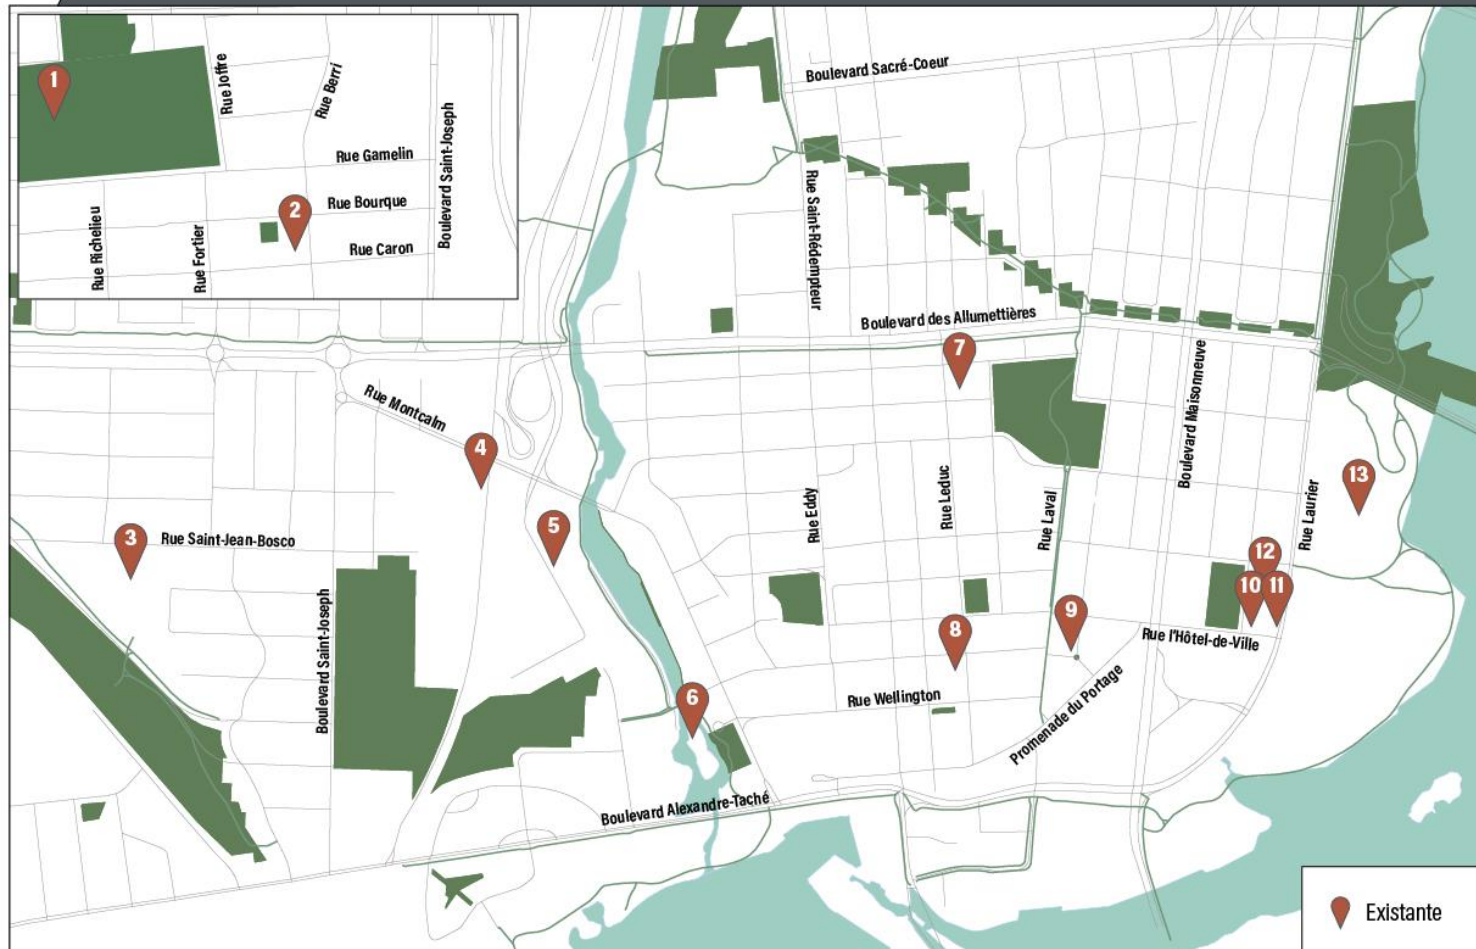 1
Rue Joffre
Rue Berri
Boulevard Saint-Joseph
Rue Gamelin
Rue Richelieu
Rue Fortier
2
Rue Bourque
Rue Caron
Boulevard Sacré-Coeur
Rue Saint-Rédempteur
Boulevard des Allumettières
7
Boulevard Maisonneuve
Rue Montcalm
4
3
Rue Saint-Jean-Bosco
5
Rue Eddy
Rue Leduc
Rue Laval
Rue Laurier
13
12
10
11
Boulevard Saint-Joseph
6
8
9
Rue l'Hôtel-de-Ville
Rue Wellington
Promenade du Portage
Boulevard Alexandre-Taché
Existante